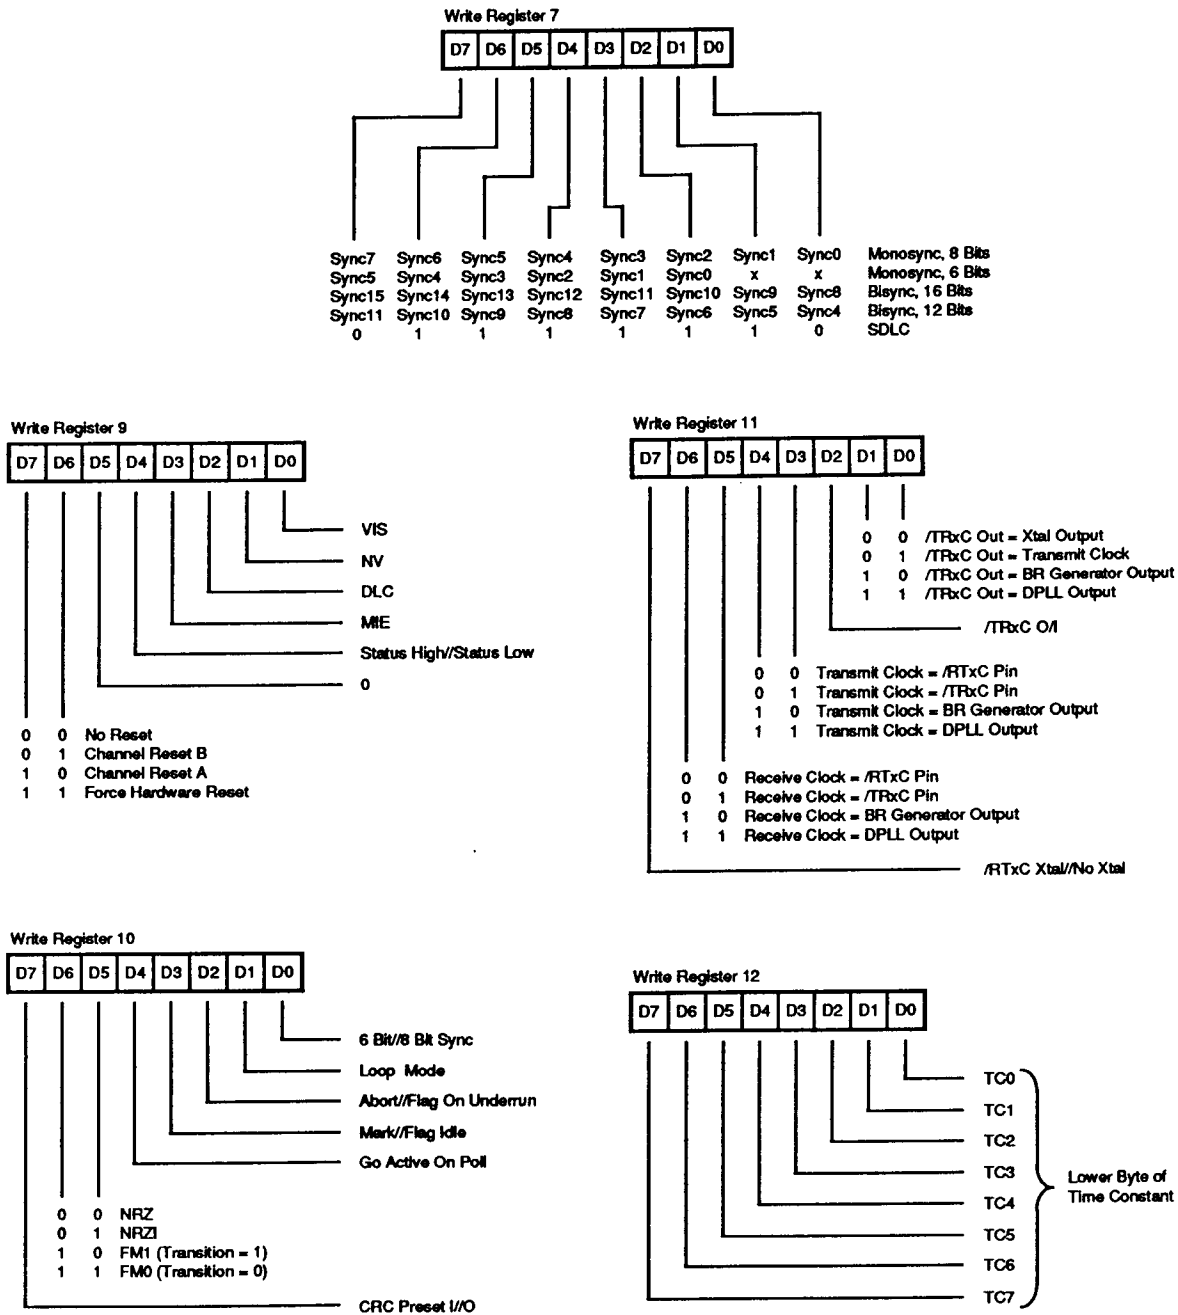 Write Register 7
D7 D6 D5 D4 D3 D2 D1 D0
Sync7 Sync6 Sync5 Sync4 Sync3 Sync2 Sync1 Sync0 Monosync, 8 Bits
Sync5 Sync4 Sync3 Sync2 Sync1 Sync0 x x Monosync, 6 Bits
Sync15 Sync14 Sync13 Sync12 Sync11 Sync10 Sync9 Sync8 Bisync, 16 Bits
Sync11 Sync10 Sync9 Sync8 Sync7 Sync6 Sync5 Sync4 Bisync, 12 Bits
0 1 1 1 1 1 1 0 SDLC
Write Register 9
D7 D6 D5 D4 D3 D2 D1 D0
VIS
NV
DLC
MIE
Status High//Status Low
0
0 0 No Reset
0 1 Channel Reset B
1 0 Channel Reset A
1 1 Force Hardware Reset
Write Register 11
D7 D6 D5 D4 D3 D2 D1 D0
0 0 /TRxC Out = Xtal Output
0 1 /TRxC Out = Transmit Clock
1 0 /TRxC Out = BR Generator Output
1 1 /TRxC Out = DPLL Output
/TRxC O/I
0 0 Transmit Clock = /RTxC Pin
0 1 Transmit Clock = /TRxC Pin
1 0 Transmit Clock = BR Generator Output
1 1 Transmit Clock = DPLL Output
0 0 Receive Clock = /RTxC Pin
0 1 Receive Clock = /TRxC Pin
1 0 Receive Clock = BR Generator Output
1 1 Receive Clock = DPLL Output
/RTxC Xtal//No Xtal
Write Register 10
D7 D6 D5 D4 D3 D2 D1 D0
6 Bit//8 Bit Sync
Loop Mode
Abort//Flag On Underrun
Mark//Flag Idle
Go Active On Poll
0 0 NRZ
0 1 NRZI
1 0 FM1 (Transition = 1)
1 1 FM0 (Transition = 0)
CRC Preset I//O
Write Register 12
D7 D6 D5 D4 D3 D2 D1 D0
TC0
TC1
TC2
TC3
TC4
TC5
TC6
TC7
Lower Byte of
Time Constant